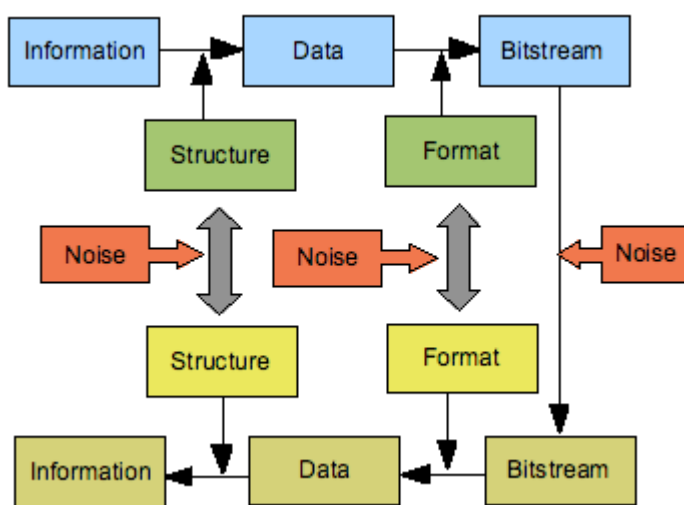 Information
Data
Bitstream
Structure
Format
Noise
Noise
Noise
Structure
Format
Information
Data
Bitstream